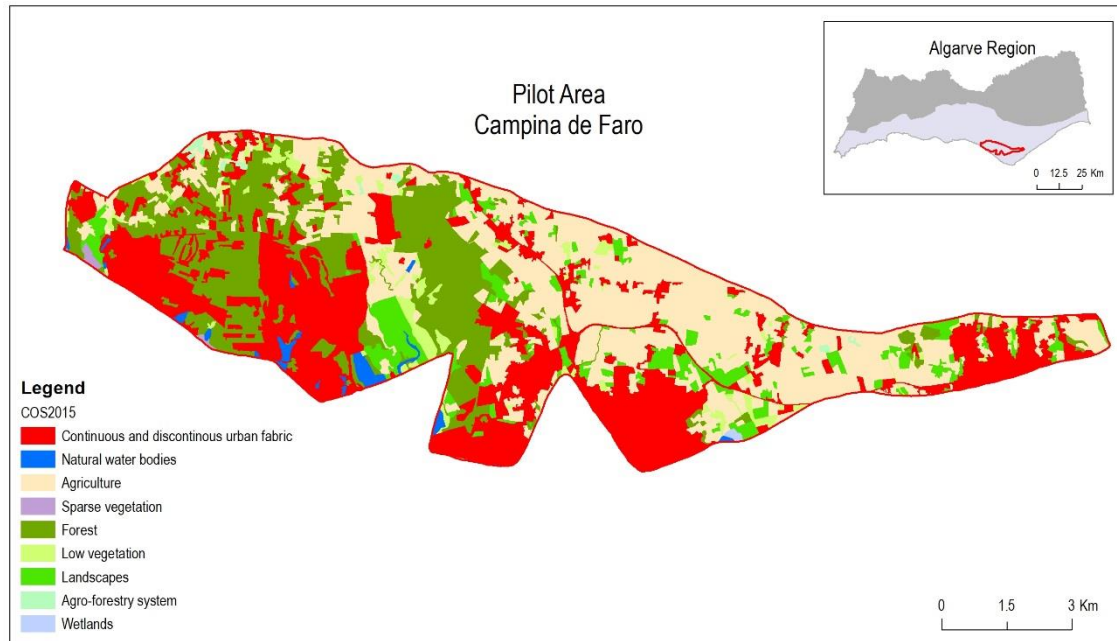 Pilot Area
Campina de Faro
Algarve Region
0 12.5 25 Km
Legend
COS2015
Continuous and discontinous urban fabric
Natural water bodies
Agriculture
Sparse vegetation
Forest
Low vegetation
Landscapes
Agro-forestry system
Wetlands
0 1.5 3 Km